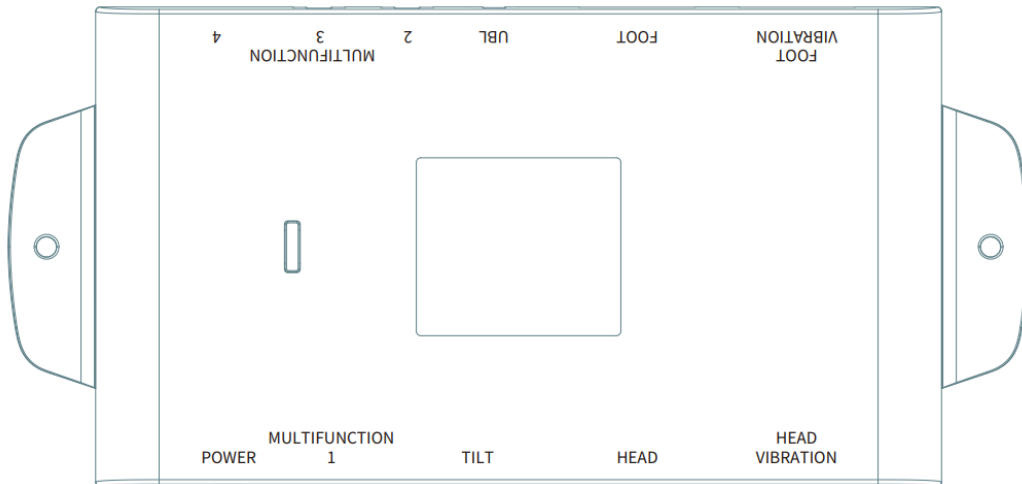 FOOT MULTIFUNCTION
VIBRATION FOOT UBL 2 3 4
MULTIFUNCTION HEAD
POWER 1 TILT HEAD VIBRATION